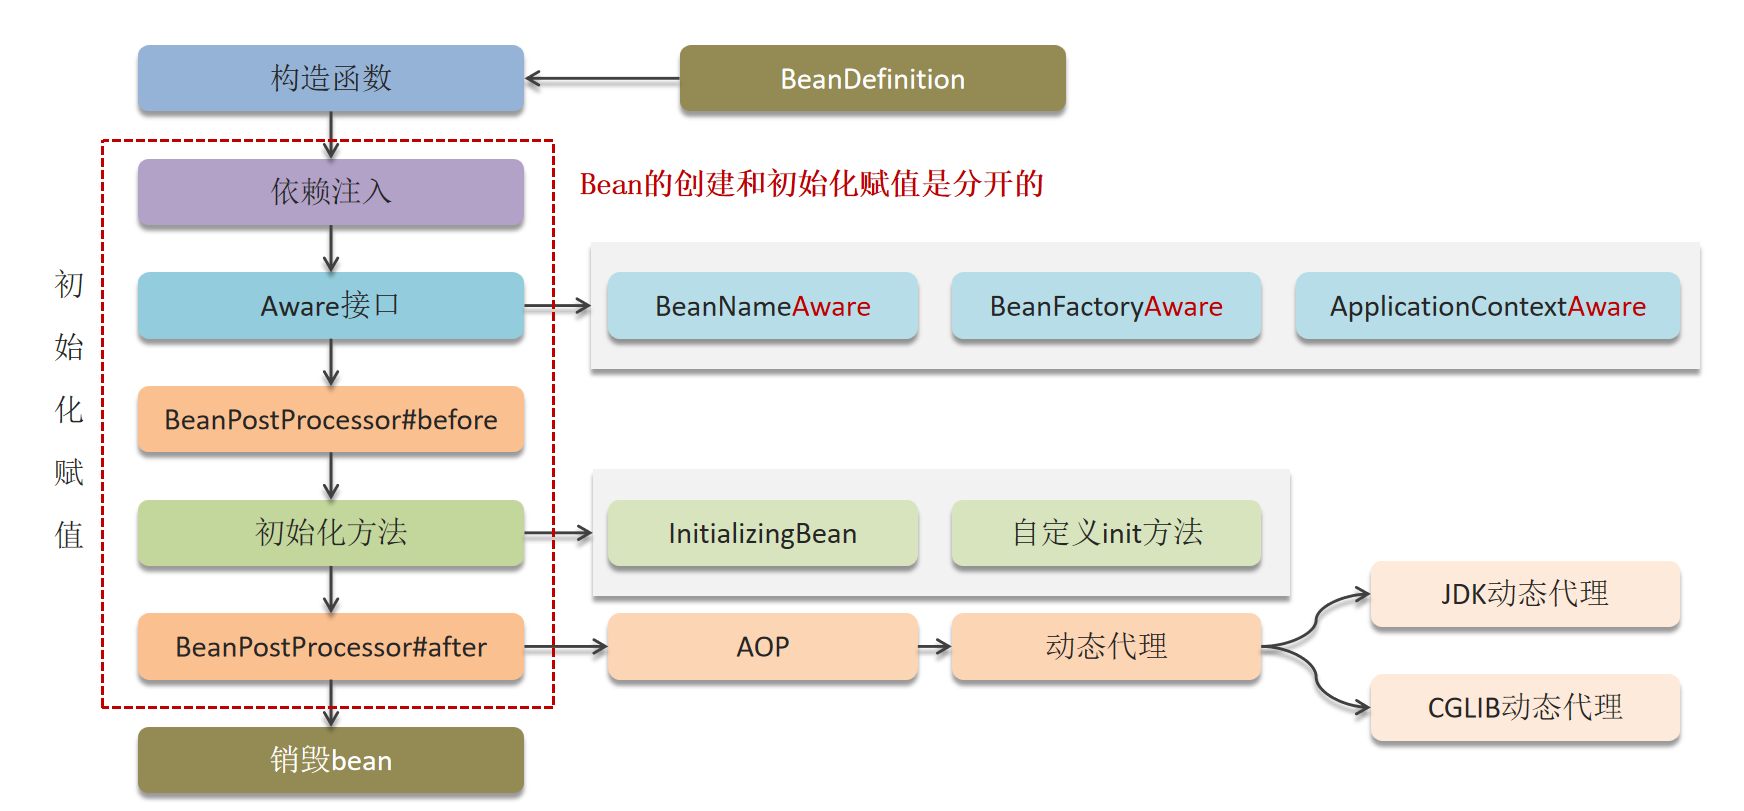 构造函数
BeanDefinition
依赖注入
Bean的创建和初始化赋值是分开的
初始化赋值
Aware接口
BeanNameAware
BeanFactoryAware
ApplicationContextAware
BeanPostProcessor#before
初始化方法
InitializingBean
自定义init方法
BeanPostProcessor#after
AOP
动态代理
JDK动态代理
CGLIB动态代理
销毁bean